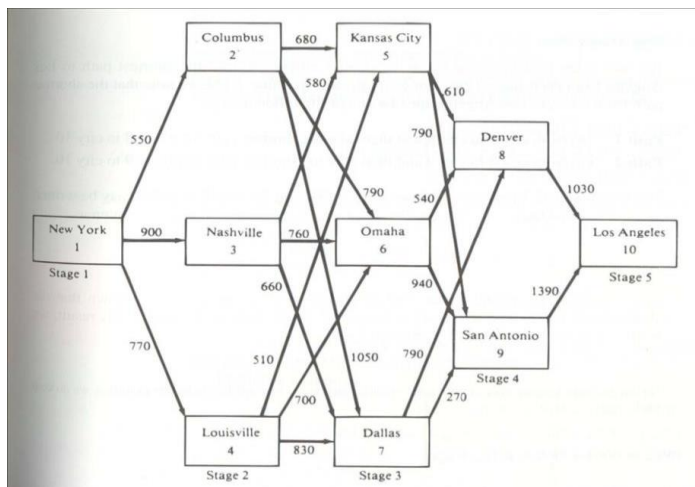 Columbus
2
680
Kansas City
5
580
610
790
Denver
8
550
790
540
1030
New York
1
900
Nashville
3
760
Omaha
6
Los Angeles
10
Stage 1
660
940
1390
Stage 5
770
San Antonio
9
510
1050
790
Stage 4
700
270
Louisville
4
830
Dallas
7
Stage 2
Stage 3